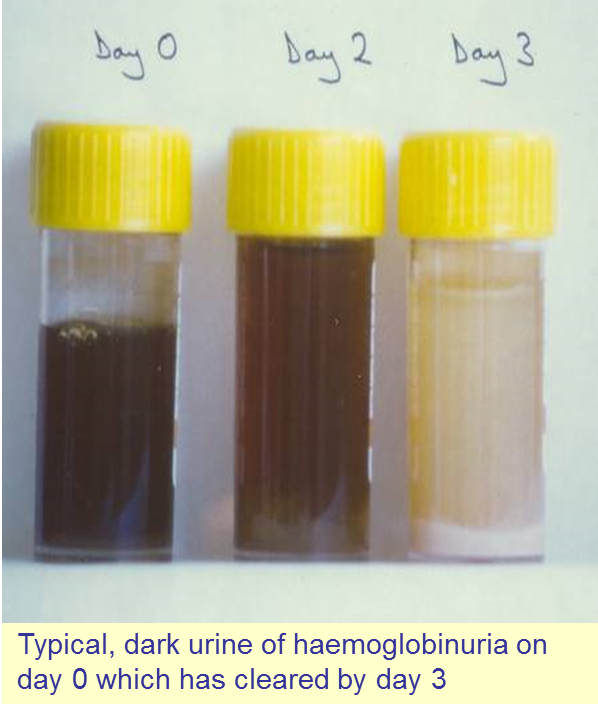 Day 0 Day 2 Day 3
Typical, dark urine of haemoglobinuria on
day 0 which has cleared by day 3